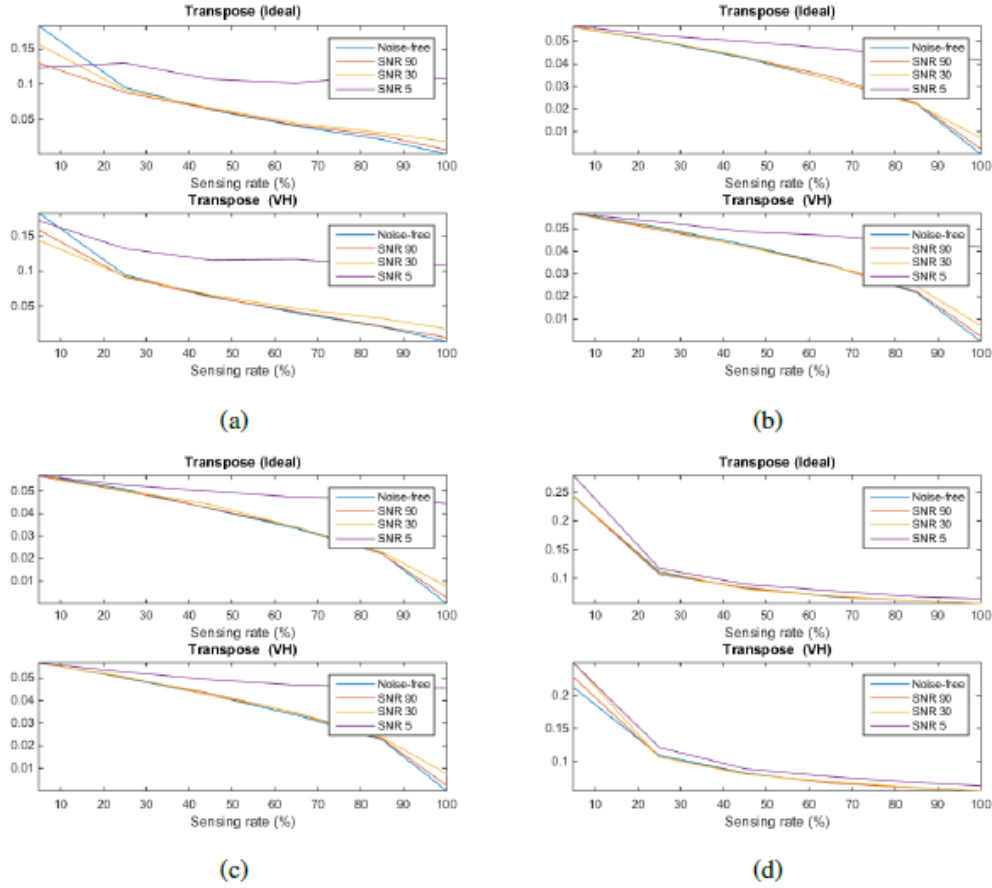 Transpose (Ideal)
0.15
0.1
0.05
Noise-free
SNR 90
SNR 30
SNR 5
10 20 30 40 50 60 70 80 90 100
Sensing rate (%)
Transpose (VH)
0.15
0.1
0.05
Noise-free
SNR 90
SNR 30
SNR 5
10 20 30 40 50 60 70 80 90 100
Sensing rate (%)
(a)
Transpose (Ideal)
0.05
0.04
0.03
0.02
0.01
Noise-free
SNR 90
SNR 30
SNR 5
10 20 30 40 50 60 70 80 90 100
Sensing rate (%)
Transpose (VH)
0.05
0.04
0.03
0.02
0.01
Noise-free
SNR 90
SNR 30
SNR 5
10 20 30 40 50 60 70 80 90 100
Sensing rate (%)
(b)
Transpose (Ideal)
0.05
0.04
0.03
0.02
0.01
Noise-free
SNR 90
SNR 30
SNR 5
10 20 30 40 50 60 70 80 90 100
Sensing rate (%)
Transpose (VH)
0.05
0.04
0.03
0.02
0.01
Noise-free
SNR 90
SNR 30
SNR 5
10 20 30 40 50 60 70 80 90 100
Sensing rate (%)
(c)
Transpose (Ideal)
0.25
0.2
0.15
0.1
Noise-free
SNR 90
SNR 30
SNR 5
10 20 30 40 50 60 70 80 90 100
Sensing rate (%)
Transpose (VH)
0.2
0.15
0.1
Noise-free
SNR 90
SNR 30
SNR 5
10 20 30 40 50 60 70 80 90 100
Sensing rate (%)
(d)